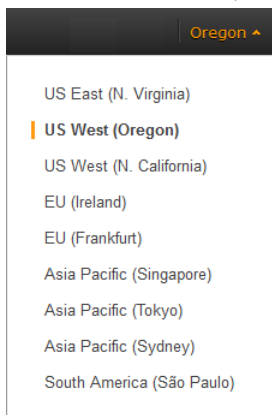 Oregon
US East (N. Virginia)
US West (Oregon)
US West (N. California)
EU (Ireland)
EU (Frankfurt)
Asia Pacific (Singapore)
Asia Pacific (Tokyo)
Asia Pacific (Sydney)
South America (São Paulo)